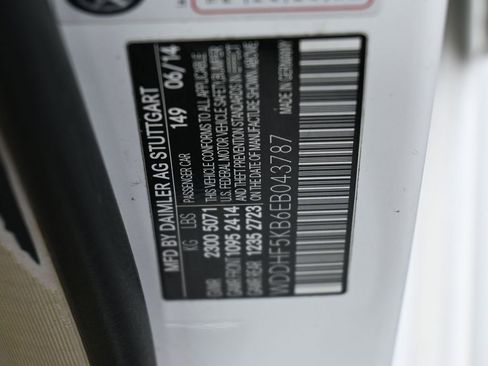 MFD BY DAIMLER AG STUTTGART
149 06/14
PASSENGER CAR
KG LBS
GVWR 2300 5071
GAWR FRONT 1095 2414
GAWR REAR 1235 2723
THIS VEHICLE CONFORMS TO ALL APPLICABLE
U.S. FEDERAL MOTOR VEHICLE SAFETY, BUMPER
AND THEFT PREVENTION STANDARDS IN EFFECT
ON THE DATE OF MANUFACTURE SHOWN ABOVE.
MADE IN GERMANY
WDDHF5KB6EB043787